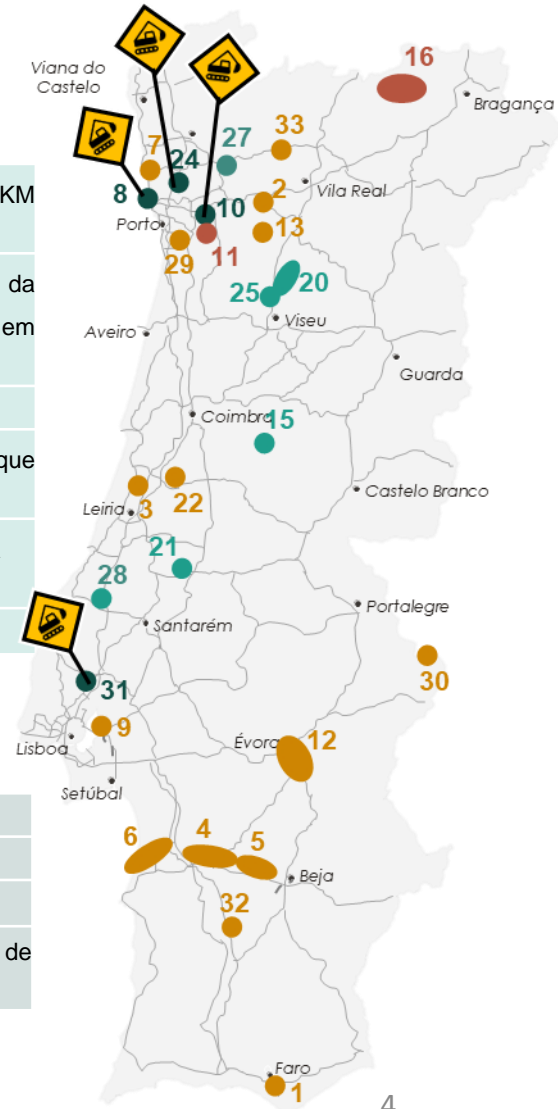 16
Viana do
Castelo
Bragança
33
7
27
24
KM
8
2
Vila Real
10
Porto
13
11
29
da
20
25
em
Viseu
Aveiro
Guarda
Coimbra
15
que
Castelo Branco
22
3
Leiria
21
28
Portalegre
Santarém
30
31
9
12
Évora
Lisboa
Setúbal
6
4
5
Beja
32
de
Faro
1
4